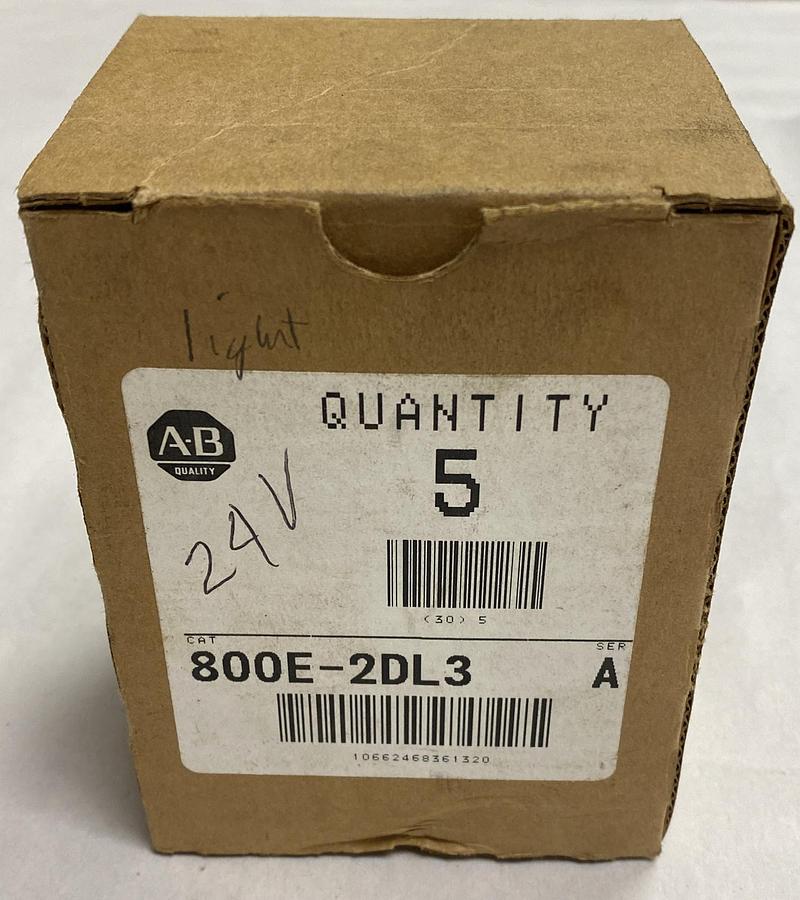 light
A-B
QUALITY
QUANTITY
5
24V
(30) 5
CAT
SER
800E-2DL3
A
10662468361320